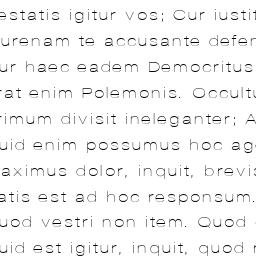 estatis igitur vos; Cur iusti
urenam te accusante defen
ur haec eadem Democritus
rat enim Polemonis. Occultu
rimum divisit ineleganter; A
uid enim possumus hoc ag
aximus dolor, inquit, brevis
atis est ad hoc responsum.
uod vestri non item. Quod
uid est igitur, inquit, quod